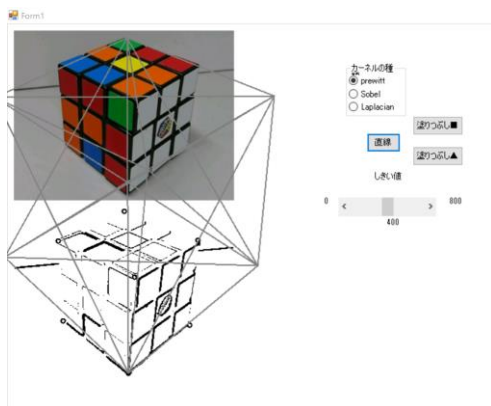 Form1
カーネルの種
prewitt
Sobel
Laplacian
塗りつぶし■
直線
塗りつぶし▲
しきい値
0
800
400